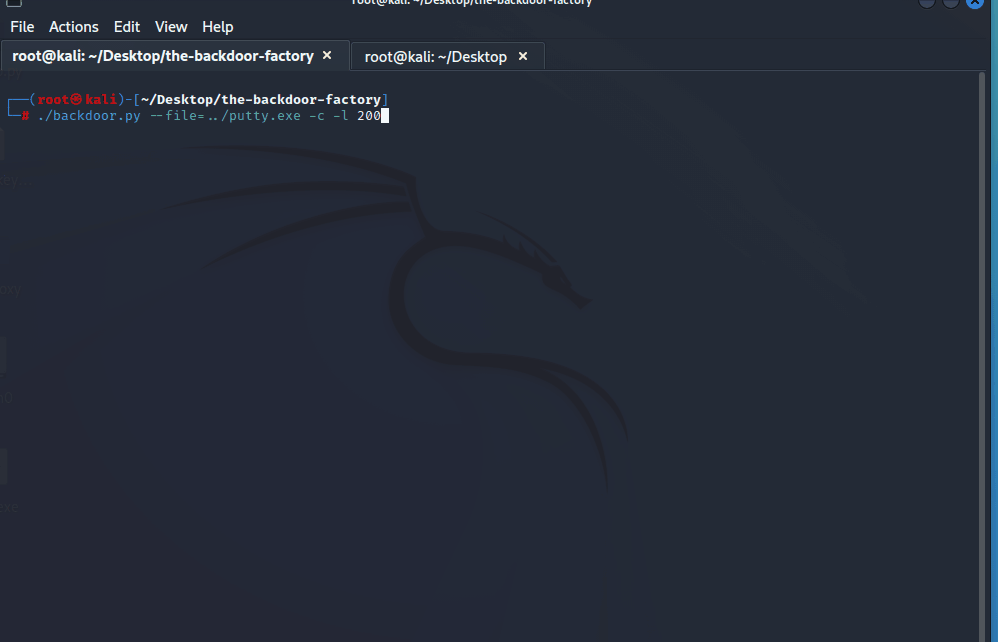 root@kali: ~/Desktop/the-backdoor-factory
File Actions Edit View Help
root@kali: ~/Desktop/the-backdoor-factory × root@kali: ~/Desktop ×
┌──(root㉿kali)-[~/Desktop/the-backdoor-factory]
└─# ./backdoor.py --file=../putty.exe -c -l 200